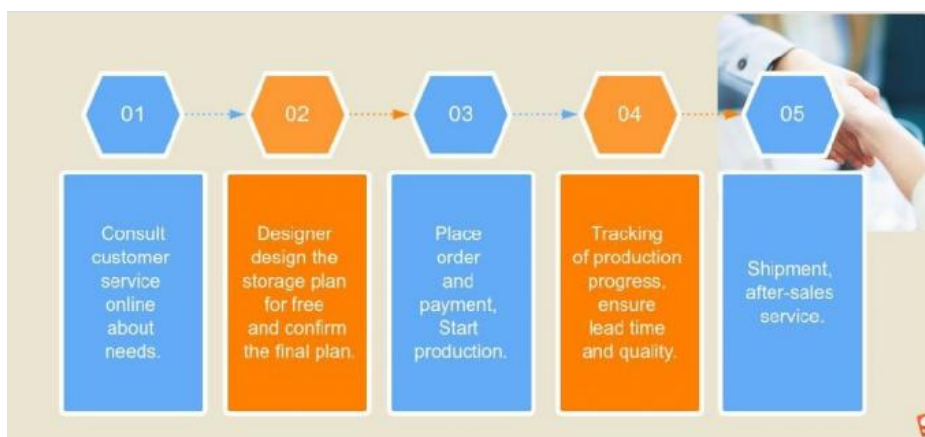 01
02
03
04
05
Consult
customer
service
online
about
needs.
Designer
design the
storage plan
for free
and confirm
the final plan.
Place
order
and
payment,
Start
production.
Tracking
of production
progress,
ensure
lead time
and quality.
Shipment,
after-sales
service.